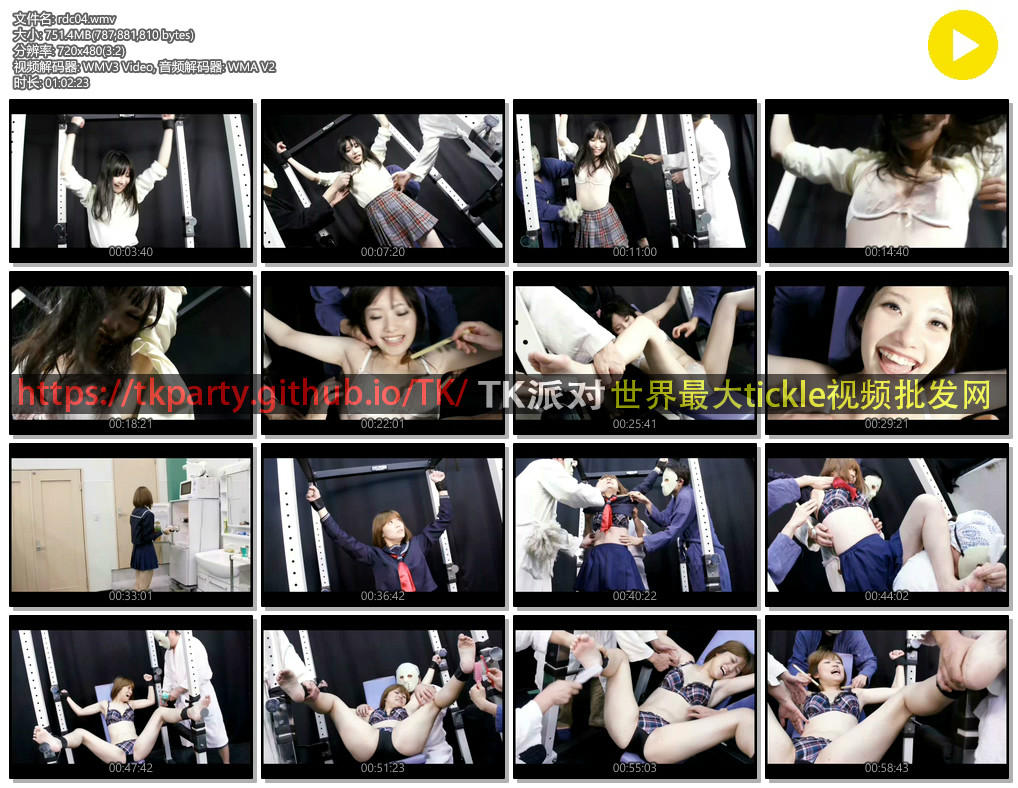 文件名: rdc04.wmv
大小: 751.4MB(787,881,810 bytes)
分辨率: 720x480(3:2)
视频解码器: WMV3 Video, 音频解码器: WMA V2
时长: 01:02:23
00:03:40
00:07:20
00:11:00
00:14:40
https://tkparty.github.io/TK/ TK派对 世界最大tickle视频批发网
00:18:21
00:22:01
00:25:41
00:29:21
00:33:01
00:36:42
00:40:22
00:44:02
00:47:42
00:51:23
00:55:03
00:58:43